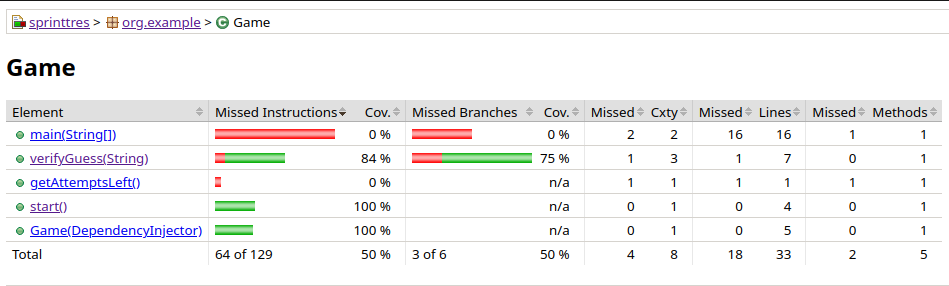 sprinttres > org.example > Game
Game
Element Missed Instructions Cov. Missed Branches Cov. Missed Cxty Missed Lines Missed Methods
main(String[]) 0 % 0 % 2 2 16 16 1 1
verifyGuess(String) 84 % 75 % 1 3 1 7 0 1
getAttemptsLeft() 0 % n/a 1 1 1 1 1 1
start() 100 % n/a 0 1 0 4 0 1
Game(DependencyInjector) 100 % n/a 0 1 0 5 0 1
Total 64 of 129 50 % 3 of 6 50 % 4 8 18 33 2 5